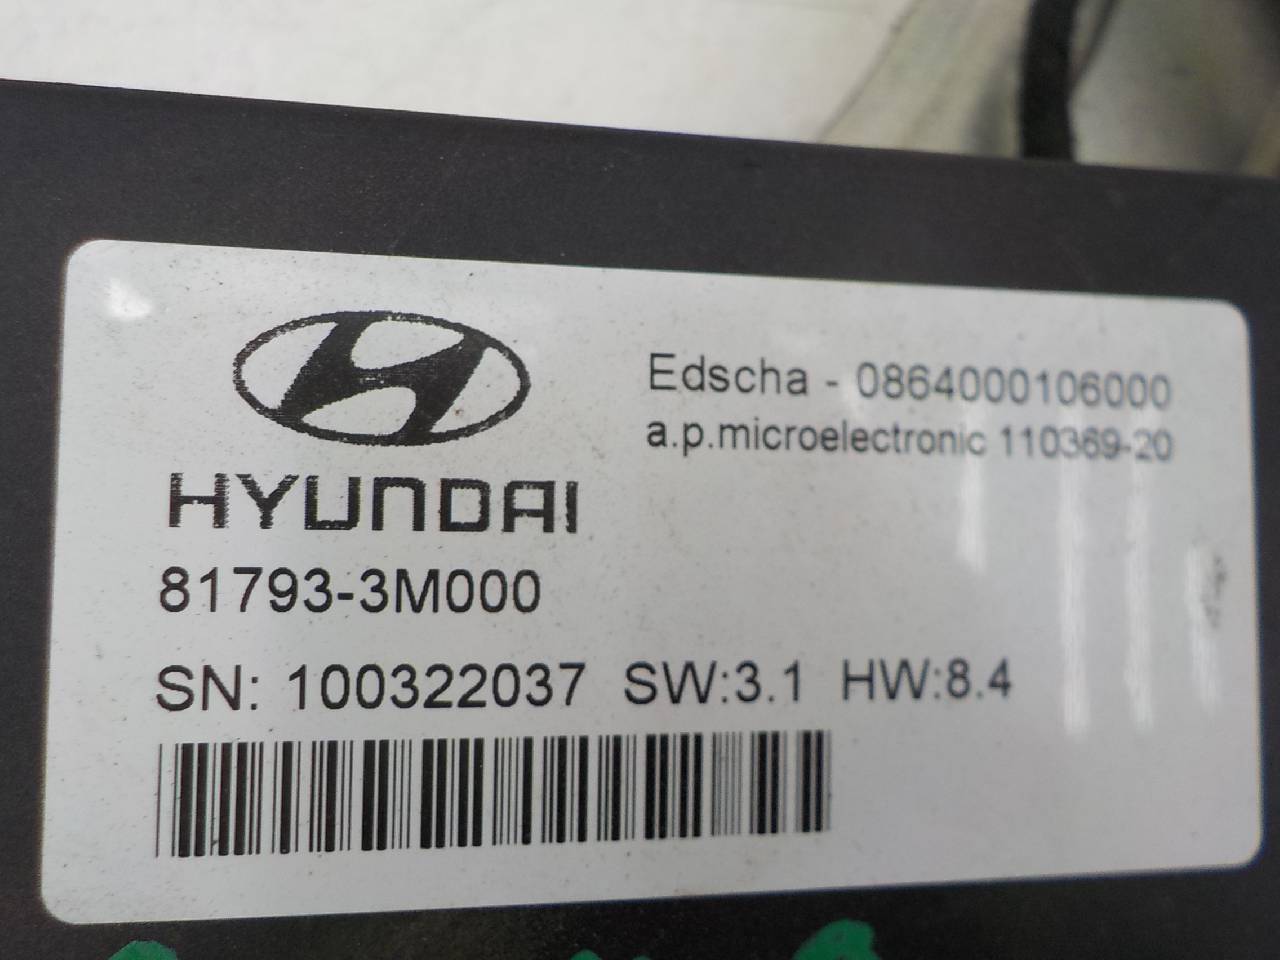 HYUNDAI
81793-3M000
Edscha - 0864000106000
a.p.microelectronic 110369-20
SN: 100322037 SW:3.1 HW:8.4